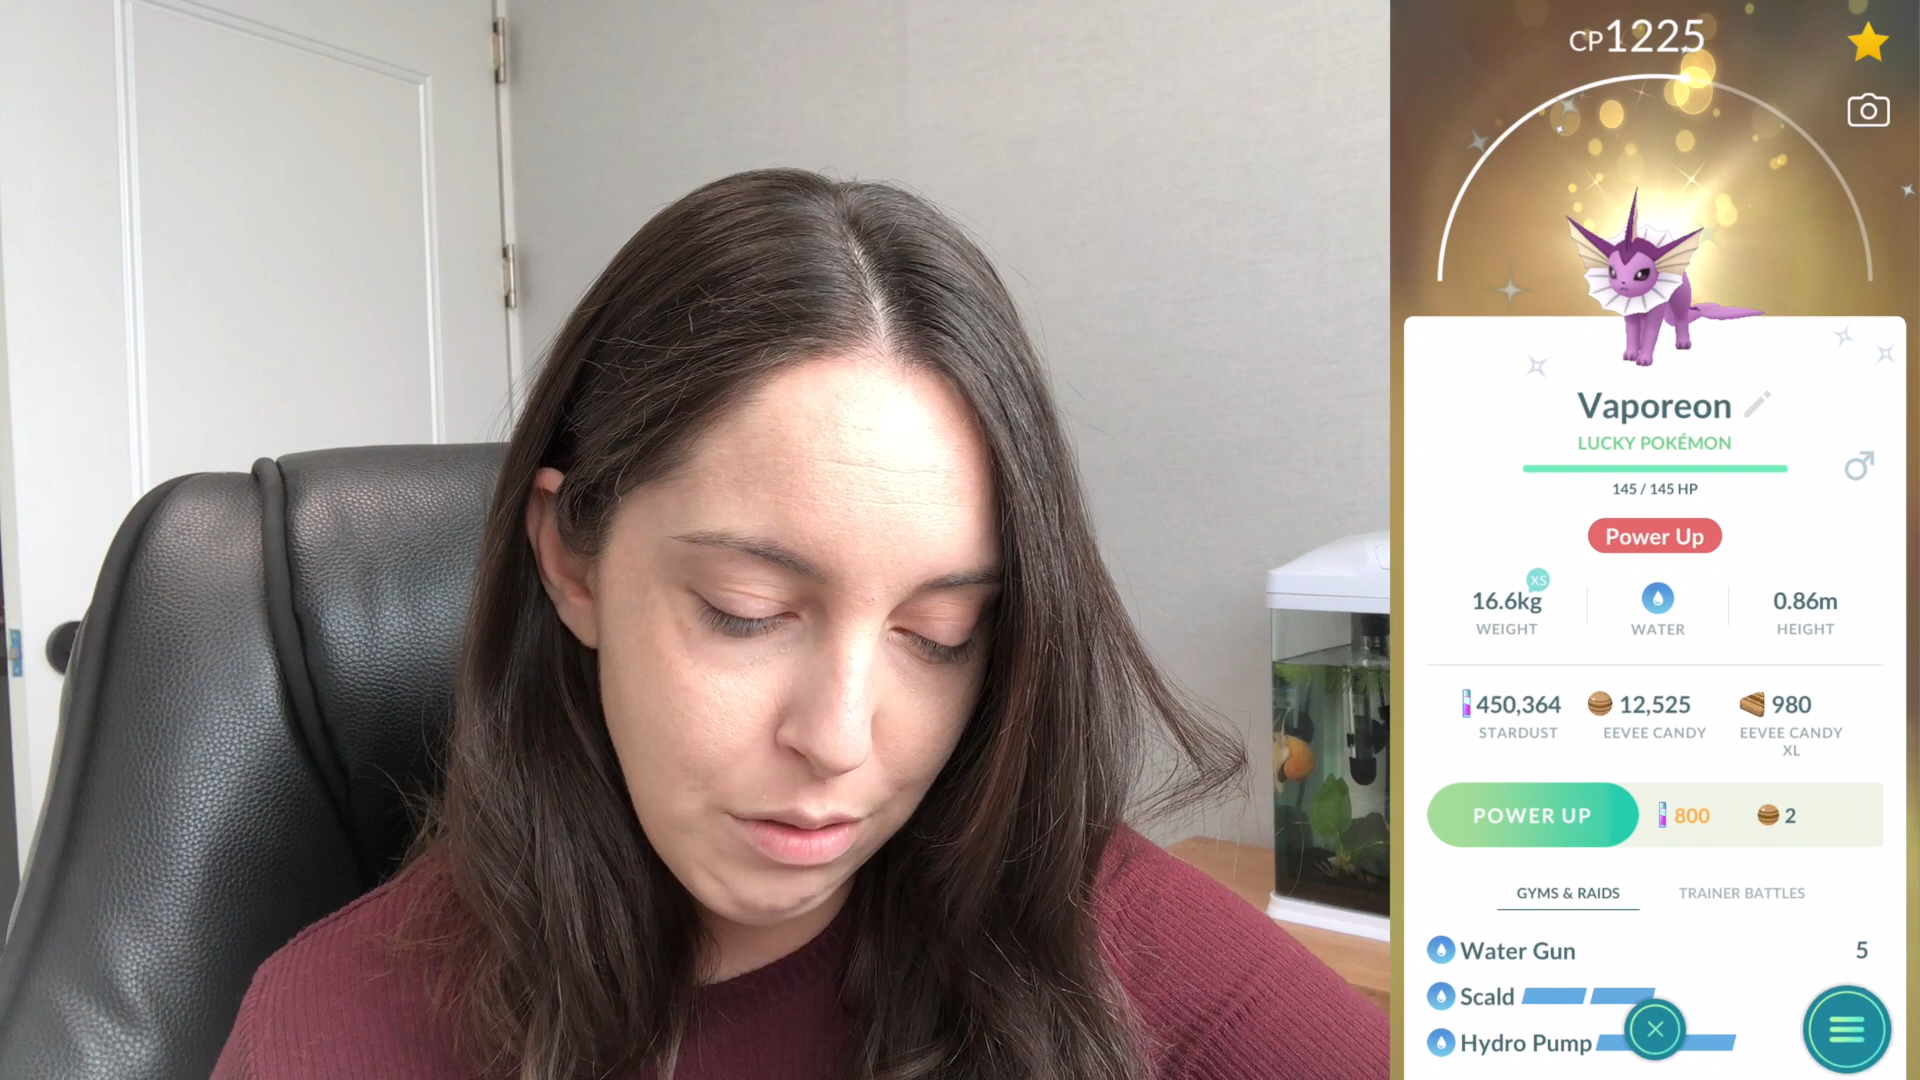 CP1225
Vaporeon
LUCKY POKÉMON
145 / 145 HP
Power Up
XS
16.6kg
WEIGHT
WATER
0.86m
HEIGHT
450,364
STARDUST
12,525
EEVEE CANDY
980
EEVEE CANDY
XL
POWER UP
800
2
GYMS & RAIDS
TRAINER BATTLES
Water Gun
5
Scald
Hydro Pump